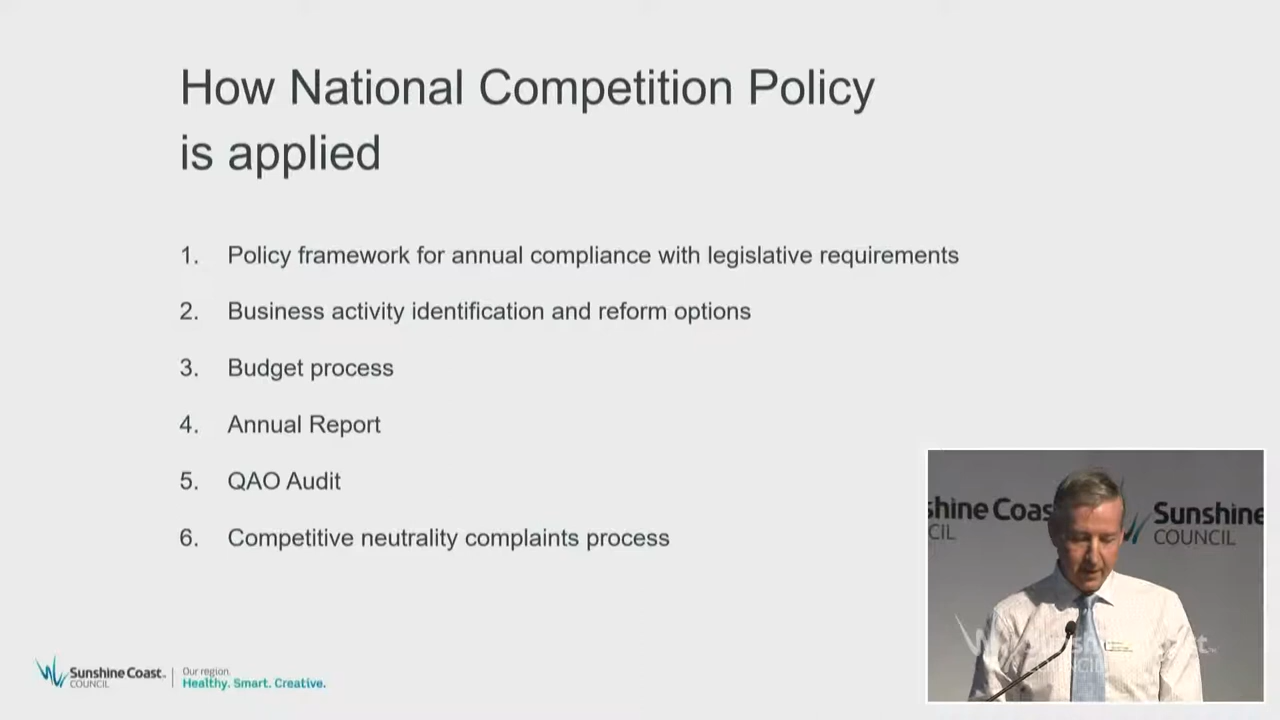 How National Competition Policy
is applied
1. Policy framework for annual compliance with legislative requirements
2. Business activity identification and reform options
3. Budget process
4. Annual Report
5. QAO Audit
6. Competitive neutrality complaints process
shine Coas
CIL
Sunshine
COUNCIL
Sunshine Coast.
COUNCIL
Our region.
Healthy. Smart. Creative.